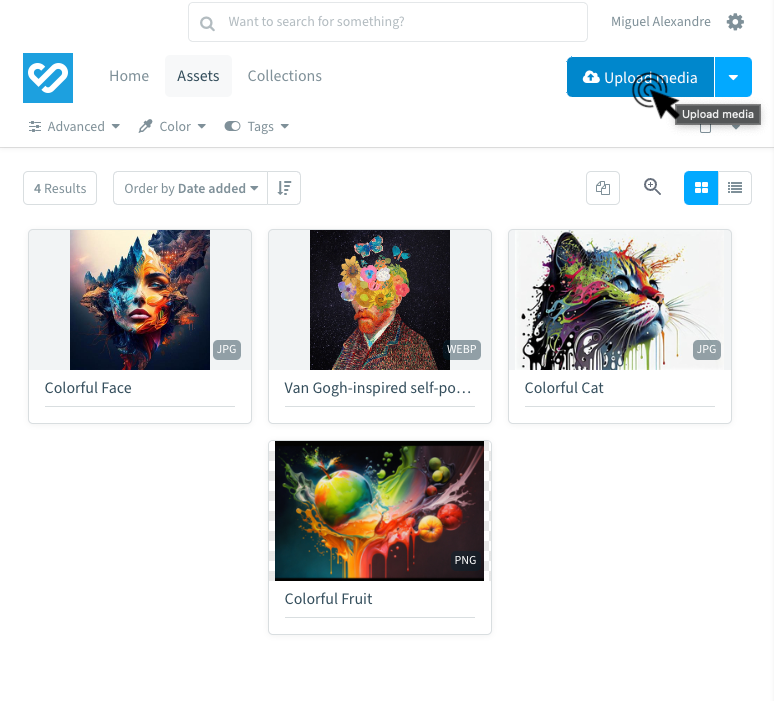 Want to search for something?
Miguel Alexandre
Home
Assets
Collections
Upload media
Upload media
Advanced
Color
Tags
4 Results
Order by Date added
JPG
WEBP
JPG
Colorful Face
Van Gogh-inspired self-po…
Colorful Cat
PNG
Colorful Fruit